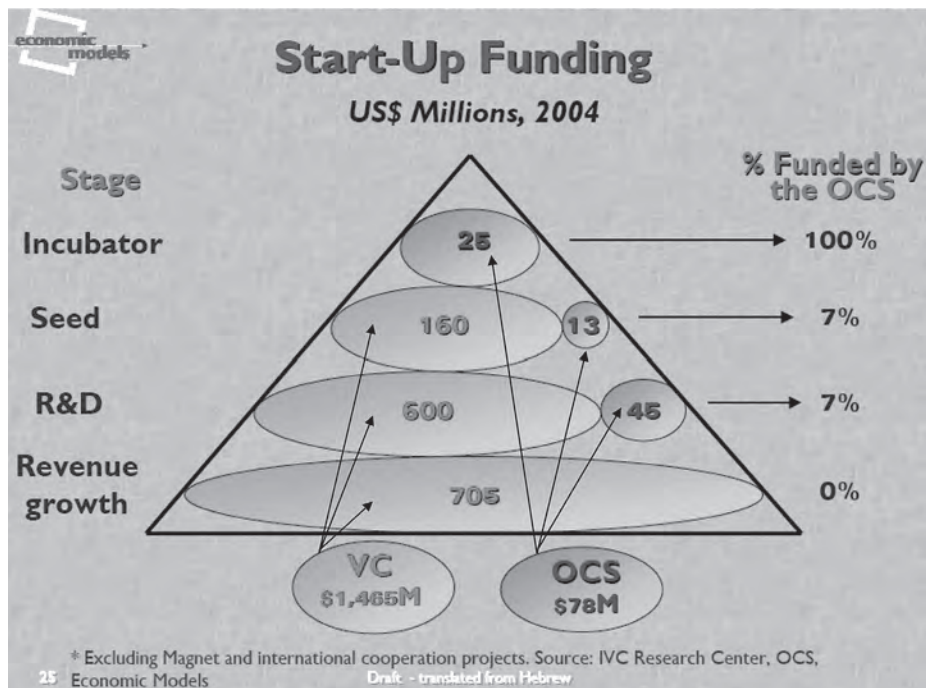 economic
models
Start-Up Funding
US$ Millions, 2004
Stage
% Funded by
the OCS
Incubator
25
100%
Seed
160
13
7%
R&D
600
45
7%
Revenue
growth
705
0%
VC
$1,465M
OCS
$78M
* Excluding Magnet and international cooperation projects. Source: IVC Research Center, OCS,
25 Economic Models
Draft - translated from Hebrew